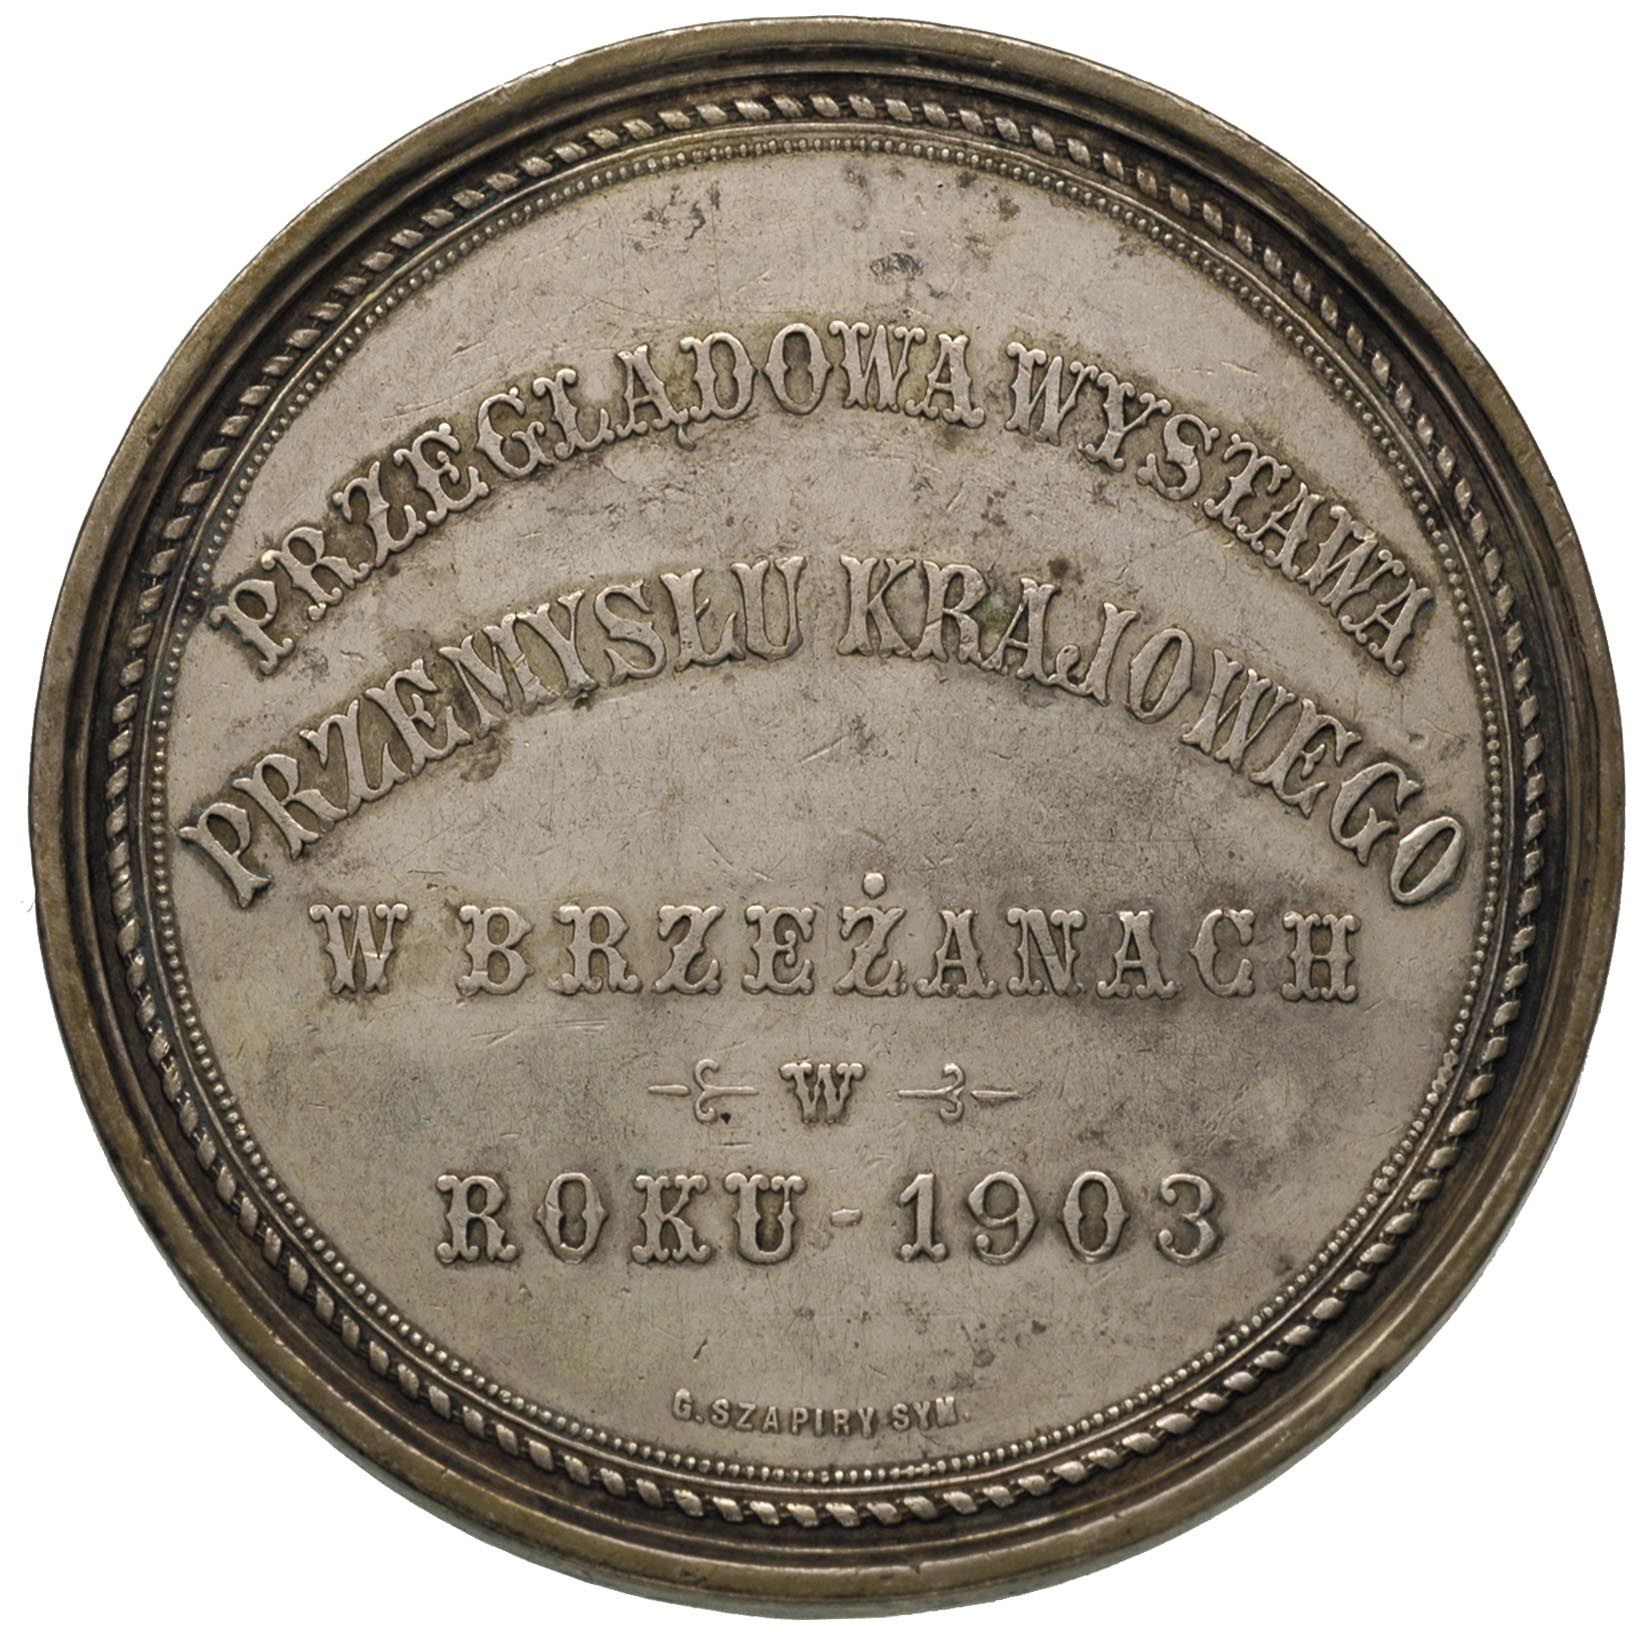 PRZEGLĄDOWA WYSTAWA
PRZEMYSŁU KRAJOWEGO
W BRZEŻANACH
W
ROKU - 1903
G. SZAPIRY SYN.